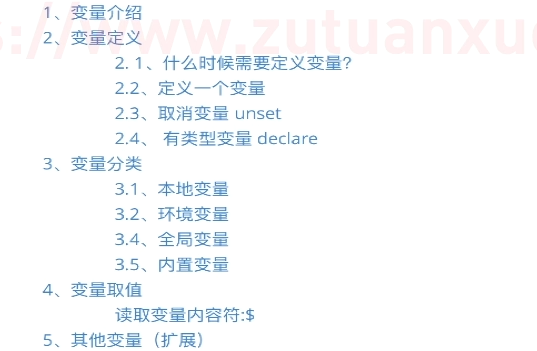 1、变量介绍
s://www.zutuanxue
2、变量定义
2. 1、什么时候需要定义变量？
2.2、定义一个变量
2.3、取消变量 unset
2.4、 有类型变量 declare
3、变量分类
3.1、本地变量
3.2、环境变量
3.4、全局变量
3.5、内置变量
4、变量取值
读取变量内容符:$
5、其他变量（扩展）